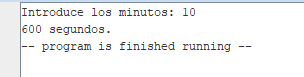 Introduce los minutos: 10
600 segundos.
-- program is finished running --